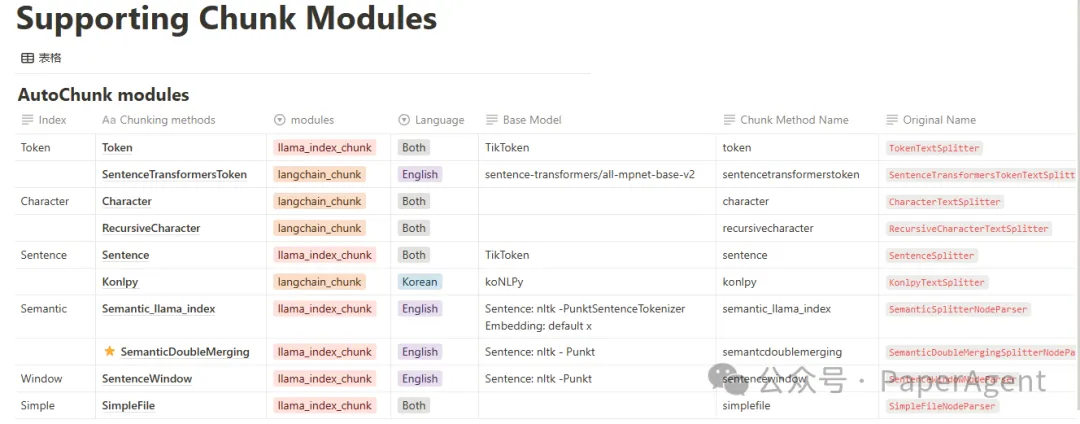 Supporting Chunk Modules
表格
AutoChunk modules
Index Aa Chunking methods modules Language Base Model Chunk Method Name Original Name
Token Token llama_index_chunk Both TikToken token TokenTextSplitter
SentenceTransformersToken langchain_chunk English sentence-transformers/all-mpnet-base-v2 sentencetransformerstoken SentenceTransformersTokenTextSplitt
Character Character langchain_chunk Both character CharacterTextSplitter
RecursiveCharacter langchain_chunk Both recursivecharacter RecursiveCharacterTextSplitter
Sentence Sentence llama_index_chunk Both TikToken sentence SentenceSplitter
Konlpy langchain_chunk Korean koNLPy konlpy KonlpyTextSplitter
Semantic Semantic_llama_index llama_index_chunk English Sentence: nltk -PunktSentenceTokenizer semantic_llama_index SemanticSplitterNodeParser
Embedding: default x
SemanticDoubleMerging llama_index_chunk English Sentence: nltk - Punkt semantcdoublemerging SemanticDoubleMergingSplitterNodePa
Window SentenceWindow llama_index_chunk English Sentence: nltk -Punkt sentencewindow SentenceWindowNodeParser
公众号 · PaperAgent
Simple SimpleFile llama_index_chunk Both simplefile SimpleFileNodeParser